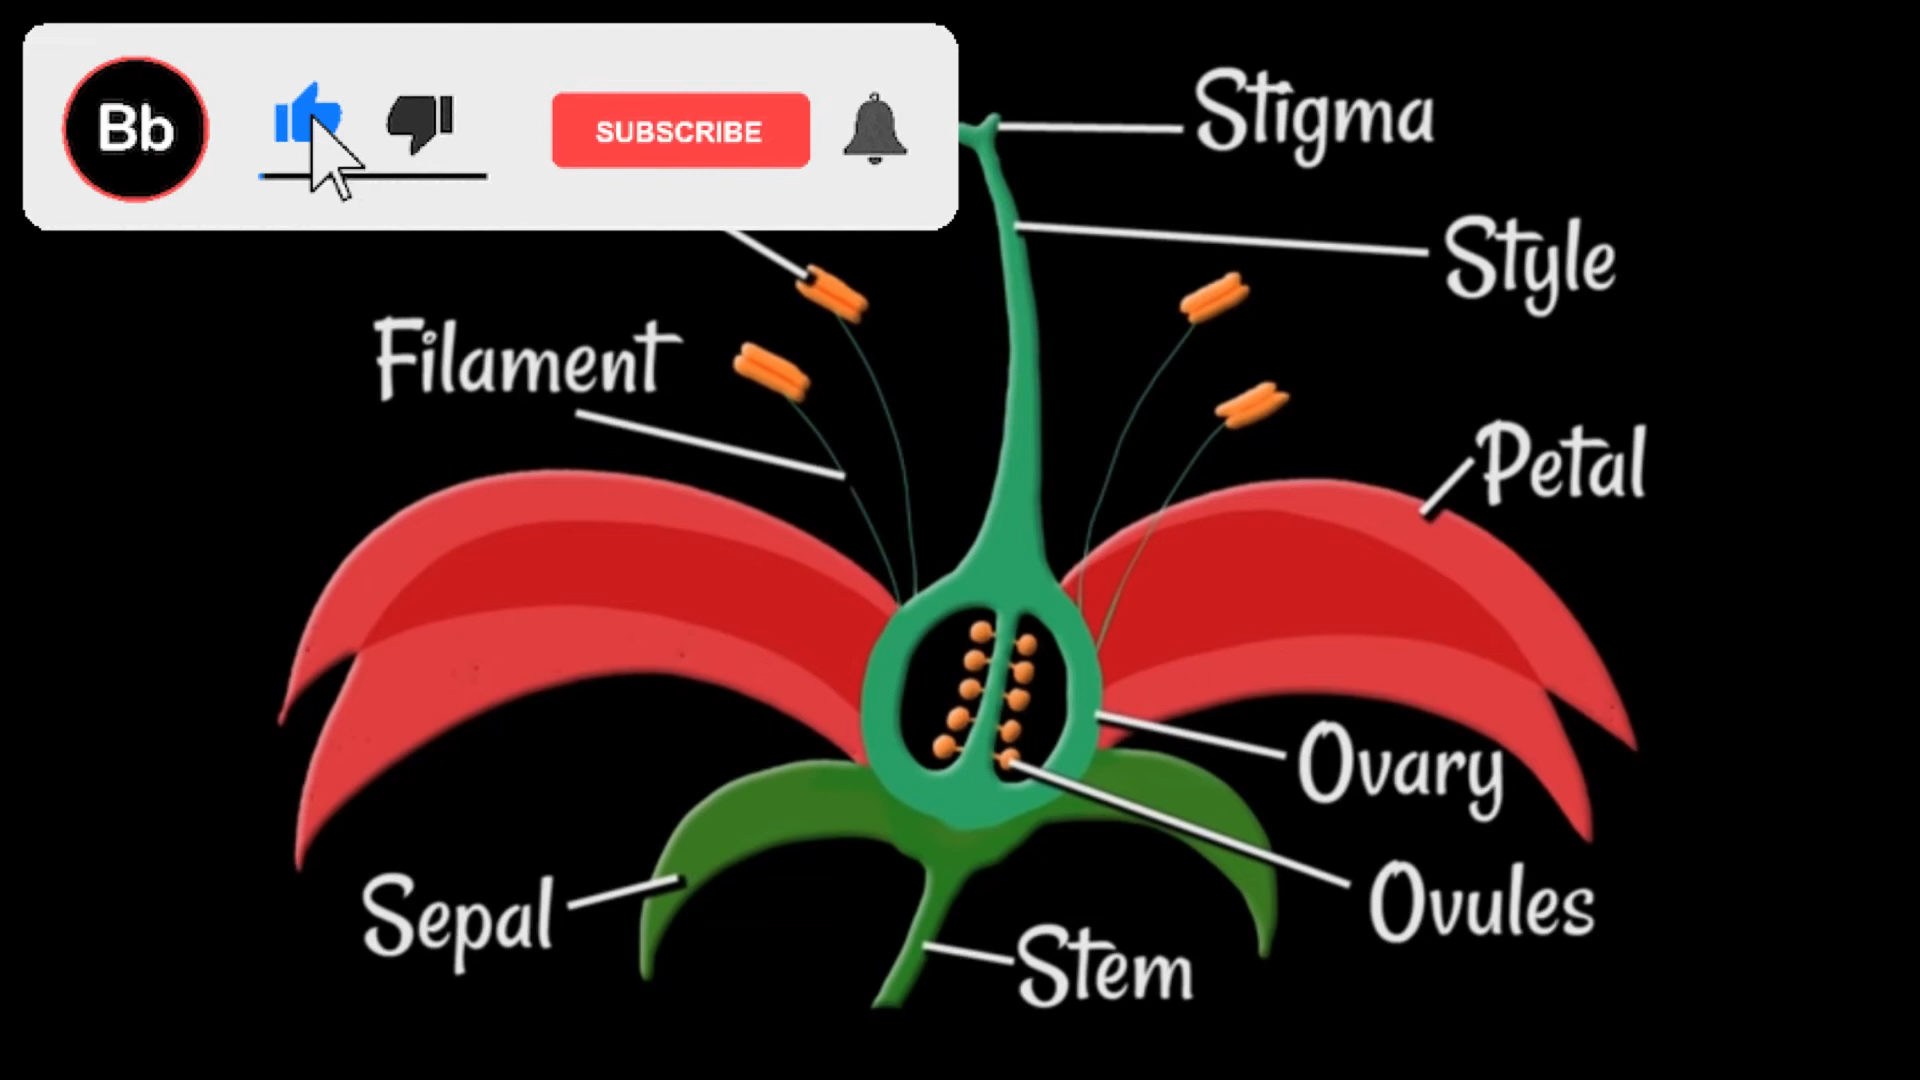 Bb
SUBSCRIBE
Stigma
Style
Filament
Petal
Ovary
Ovules
Sepal
Stem